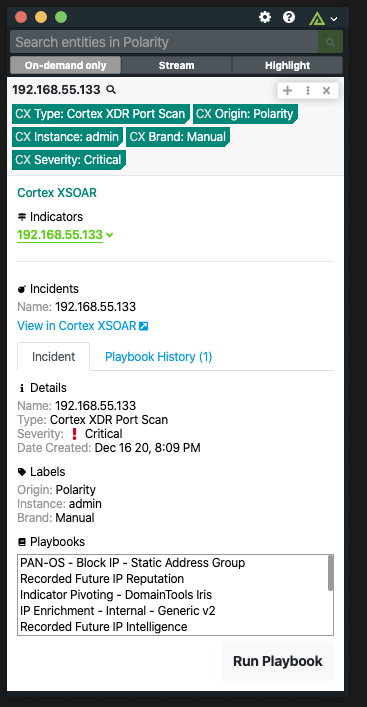 Search entities in Polarity
On-demand only Stream Highlight
192.168.55.133
CX Type: Cortex XDR Port Scan CX Origin: Polarity
CX Instance: admin CX Brand: Manual
CX Severity: Critical
Cortex XSOAR
Indicators
192.168.55.133
Incidents
Name: 192.168.55.133
View in Cortex XSOAR
Incident Playbook History (1)
Details
Name: 192.168.55.133
Type: Cortex XDR Port Scan
Severity: Critical
Date Created: Dec 16 20, 8:09 PM
Labels
Origin: Polarity
Instance: admin
Brand: Manual
Playbooks
PAN-OS - Block IP - Static Address Group
Recorded Future IP Reputation
Indicator Pivoting - DomainTools Iris
IP Enrichment - Internal - Generic v2
Recorded Future IP Intelligence
Run Playbook